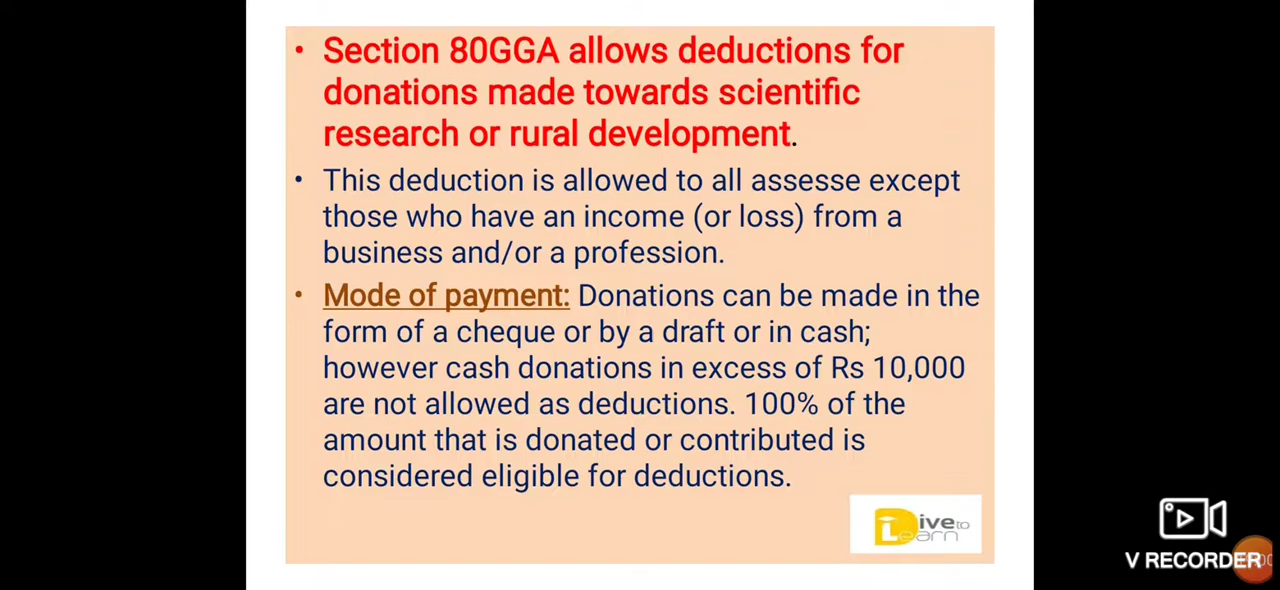 • Section 80GGA allows deductions for
donations made towards scientific
research or rural development.
• This deduction is allowed to all assesse except
those who have an income (or loss) from a
business and/or a profession.
• Mode of payment: Donations can be made in the
form of a cheque or by a draft or in cash;
however cash donations in excess of Rs 10,000
are not allowed as deductions. 100% of the
amount that is donated or contributed is
considered eligible for deductions.
Dive to
Learn
V RECORDER